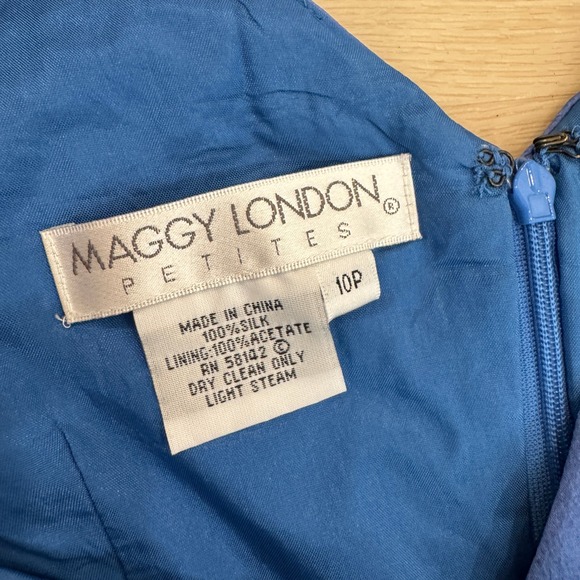 MAGGY LONDON®
PETITES
10P
MADE IN CHINA
100%SILK
LINING:100%ACETATE
RN 58142 ©
DRY CLEAN ONLY
LIGHT STEAM